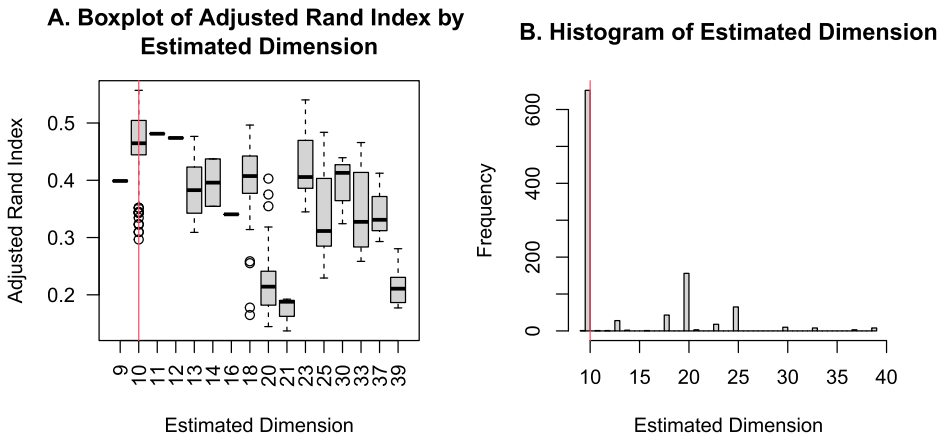 A. Boxplot of Adjusted Rand Index by
Estimated Dimension
Adjusted Rand Index
0.5
0.4
0.3
0.2
9 10 11 12 13 14 16 18 20 21 23 25 30 33 37 39
Estimated Dimension
B. Histogram of Estimated Dimension
Frequency
600
400
200
0
10 15 20 25 30 35 40
Estimated Dimension